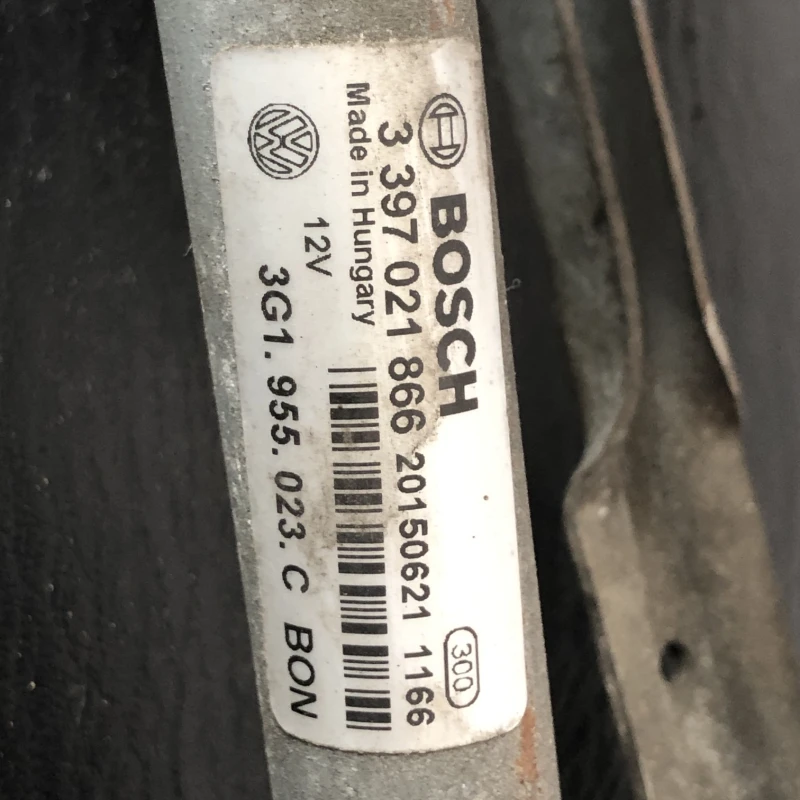 BOSCH
3 397 021 866 20150621 1166
300
Made in Hungary
12V
3G1.955.023.C BON